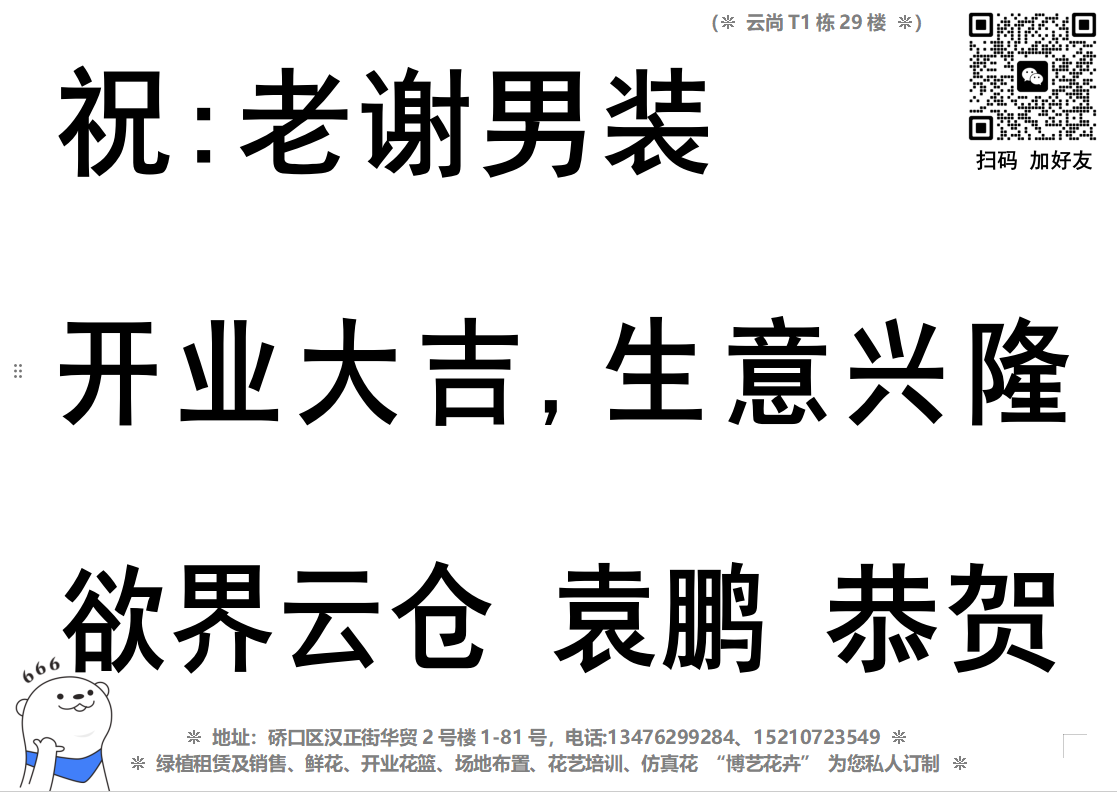 (❊ 云尚 T1 栋 29 楼 ❊)
扫码 加好友
祝:老谢男装
开业大吉,生意兴隆
欲界云仓 袁鹏 恭贺
666
❊ 地址：硚口区汉正街华贸 2 号楼 1-81 号，电话:13476299284、15210723549 ❊
❊ 绿植租赁及销售、鲜花、开业花篮、场地布置、花艺培训、仿真花 “博艺花卉” 为您私人订制 ❊